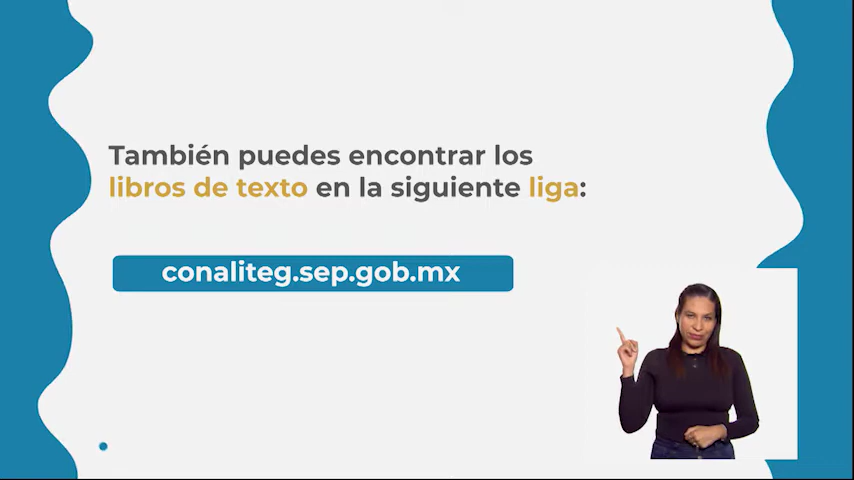 También puedes encontrar los
libros de texto en la siguiente liga:
conaliteg.sep.gob.mx